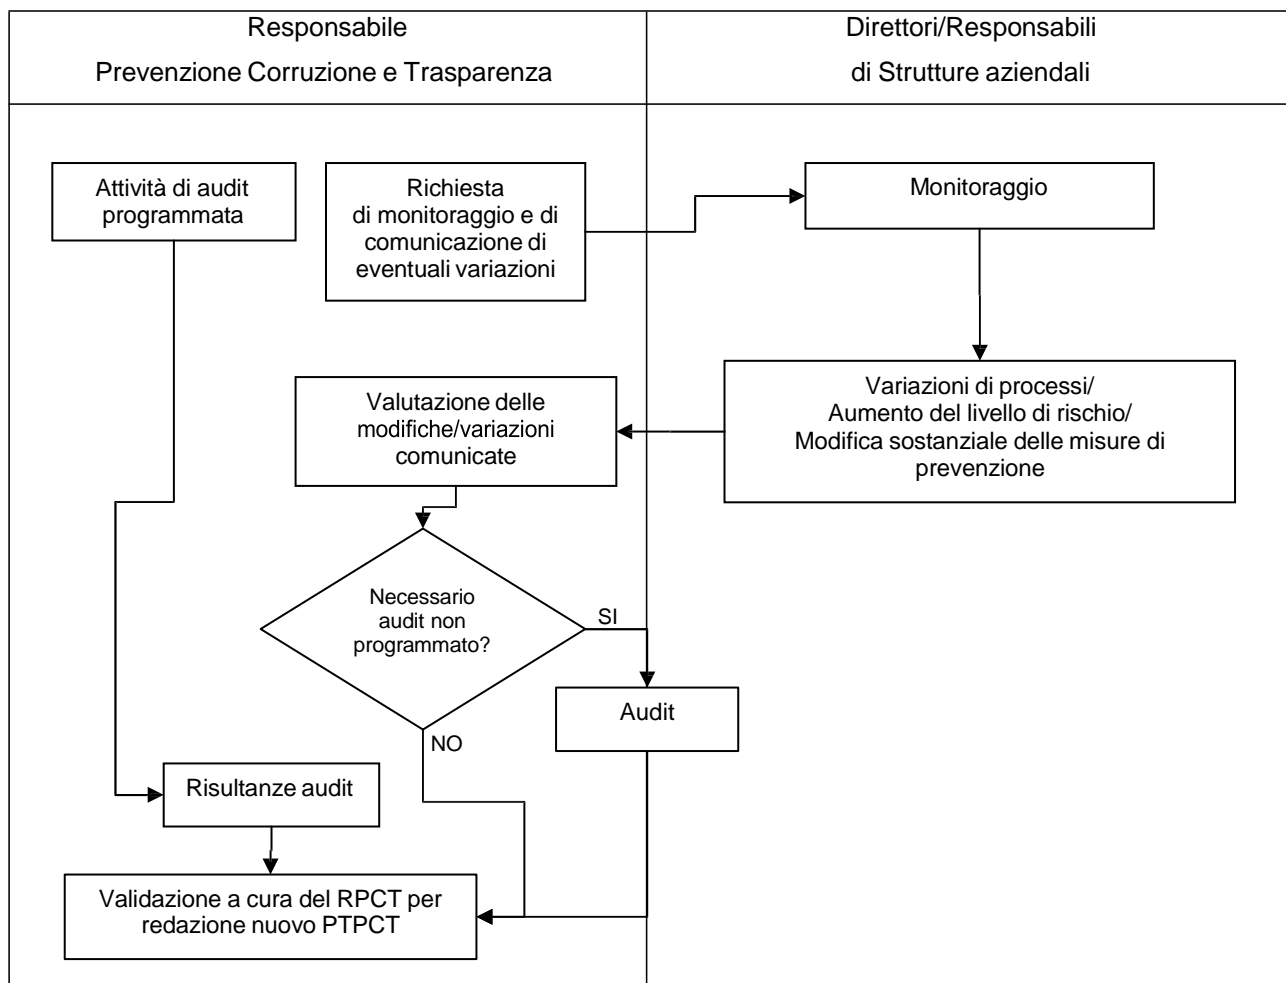 Responsabile
Prevenzione Corruzione e Trasparenza
Direttori/Responsabili
di Strutture aziendali
Attività di audit
programmata
Richiesta
di monitoraggio e di
comunicazione di
eventuali variazioni
Monitoraggio
Variazioni di processi/
Aumento del livello di rischio/
Modifica sostanziale delle misure di
prevenzione
Valutazione delle
modifiche/variazioni
comunicate
Necessario
audit non
programmato?
SI
Audit
NO
Risultanze audit
Validazione a cura del RPCT per
redazione nuovo PTPCT